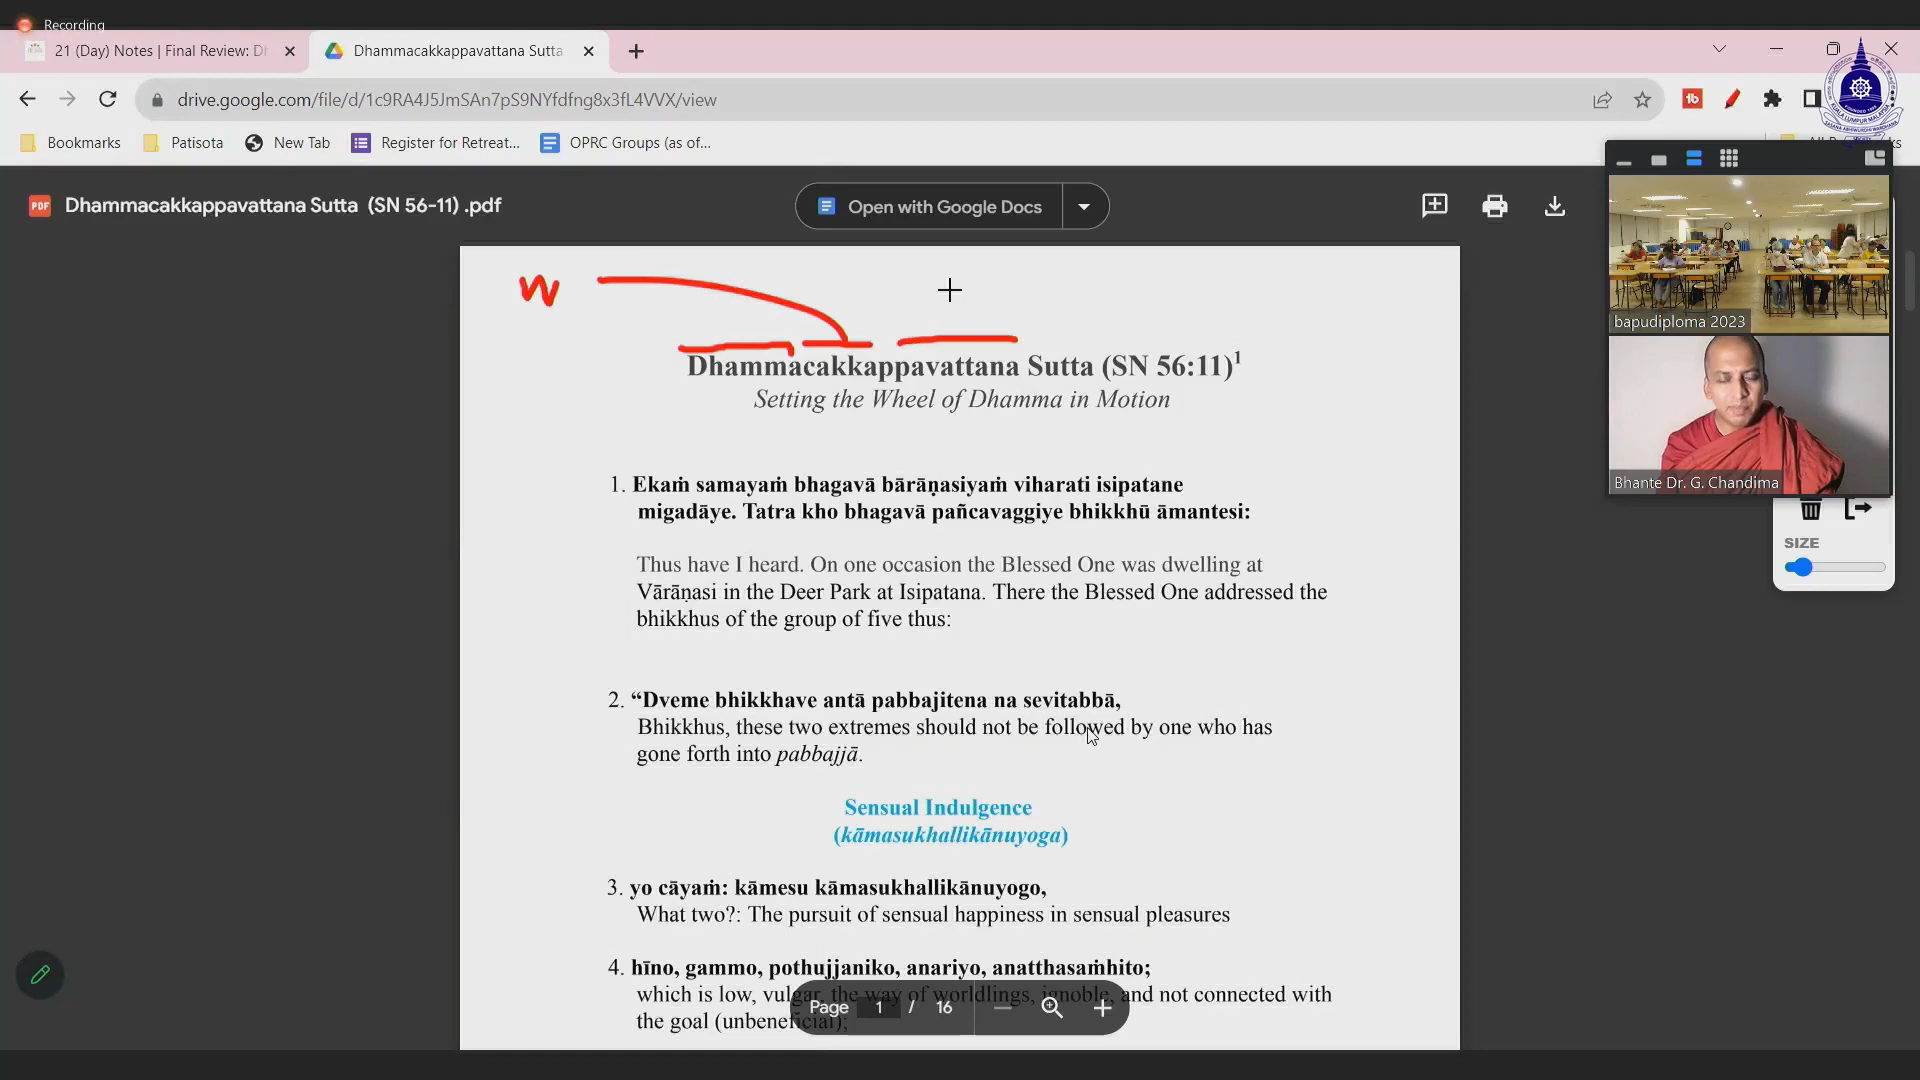 Recording
21 (Day) Notes | Final Review: D
Dhammacakkappavattana Sutta
drive.google.com/file/d/1c9RA4J5JmSAn7pS9NYfdfng8x3fL4VVX/view
Bookmarks
Patisota
New Tab
Register for Retreat...
OPRC Groups (as of...
PDF
Dhammacakkappavattana Sutta (SN 56-11) .pdf
Open with Google Docs
bapudiploma 2023
Bhante Dr. G. Chandima
SIZE
W
Dhammacakkappavattana Sutta (SN 56:11)1
Setting the Wheel of Dhamma in Motion
1. Ekaṁ samayaṁ bhagavā bārāṇasiyaṁ viharati isipatane
migadāye. Tatra kho bhagavā pañcavaggiye bhikkhū āmantesi:
Thus have I heard. On one occasion the Blessed One was dwelling at
Vārāṇasi in the Deer Park at Isipatana. There the Blessed One addressed the
bhikkhus of the group of five thus:
2. “Dveme bhikkhave antā pabbajitena na sevitabbā,
Bhikkhus, these two extremes should not be followed by one who has
gone forth into pabbajjā.
Sensual Indulgence
(kāmasukhallikānuyoga)
3. yo cāyaṁ: kāmesu kāmasukhallikānuyogo,
What two?: The pursuit of sensual happiness in sensual pleasures
4. hīno, gammo, pothujjaniko, anariyo, anatthasaṁhito;
which is low, vulgar, the way of worldlings, ignoble, and not connected with
the goal (unbeneficial);
Page 1 / 16